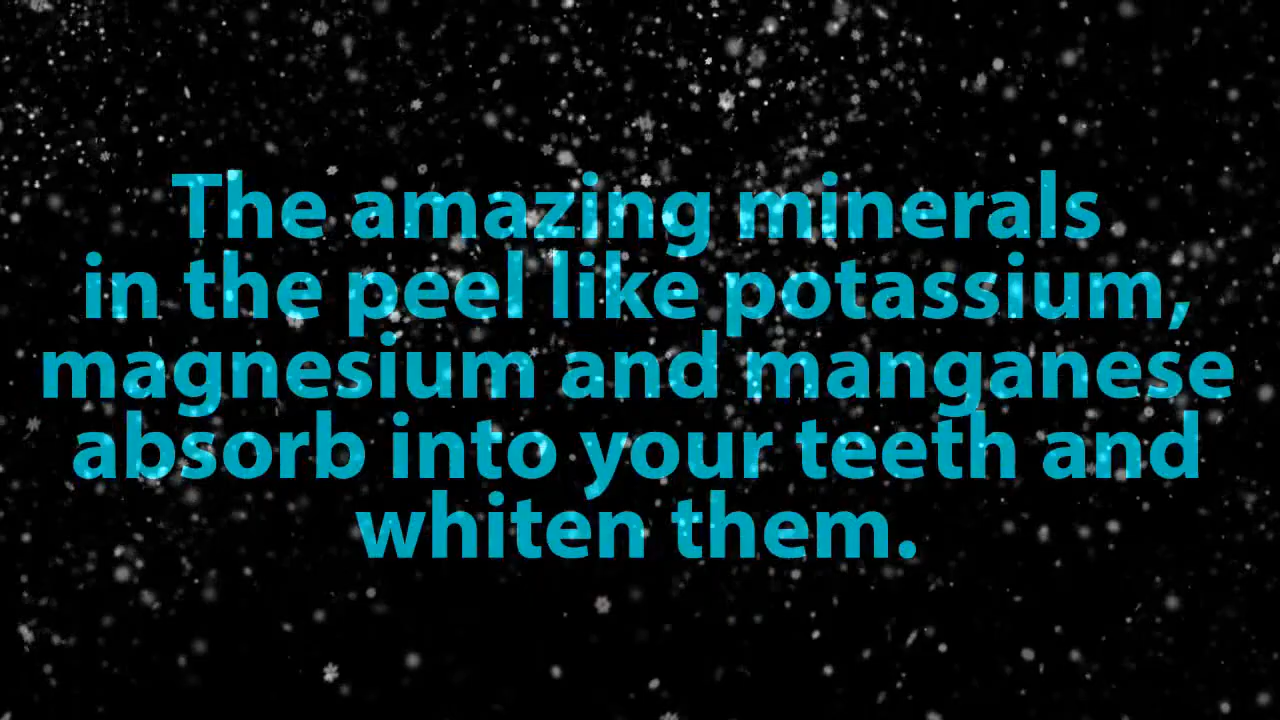 The amazing minerals
in the peel like potassium,
magnesium and manganese
absorb into your teeth and
whiten them.